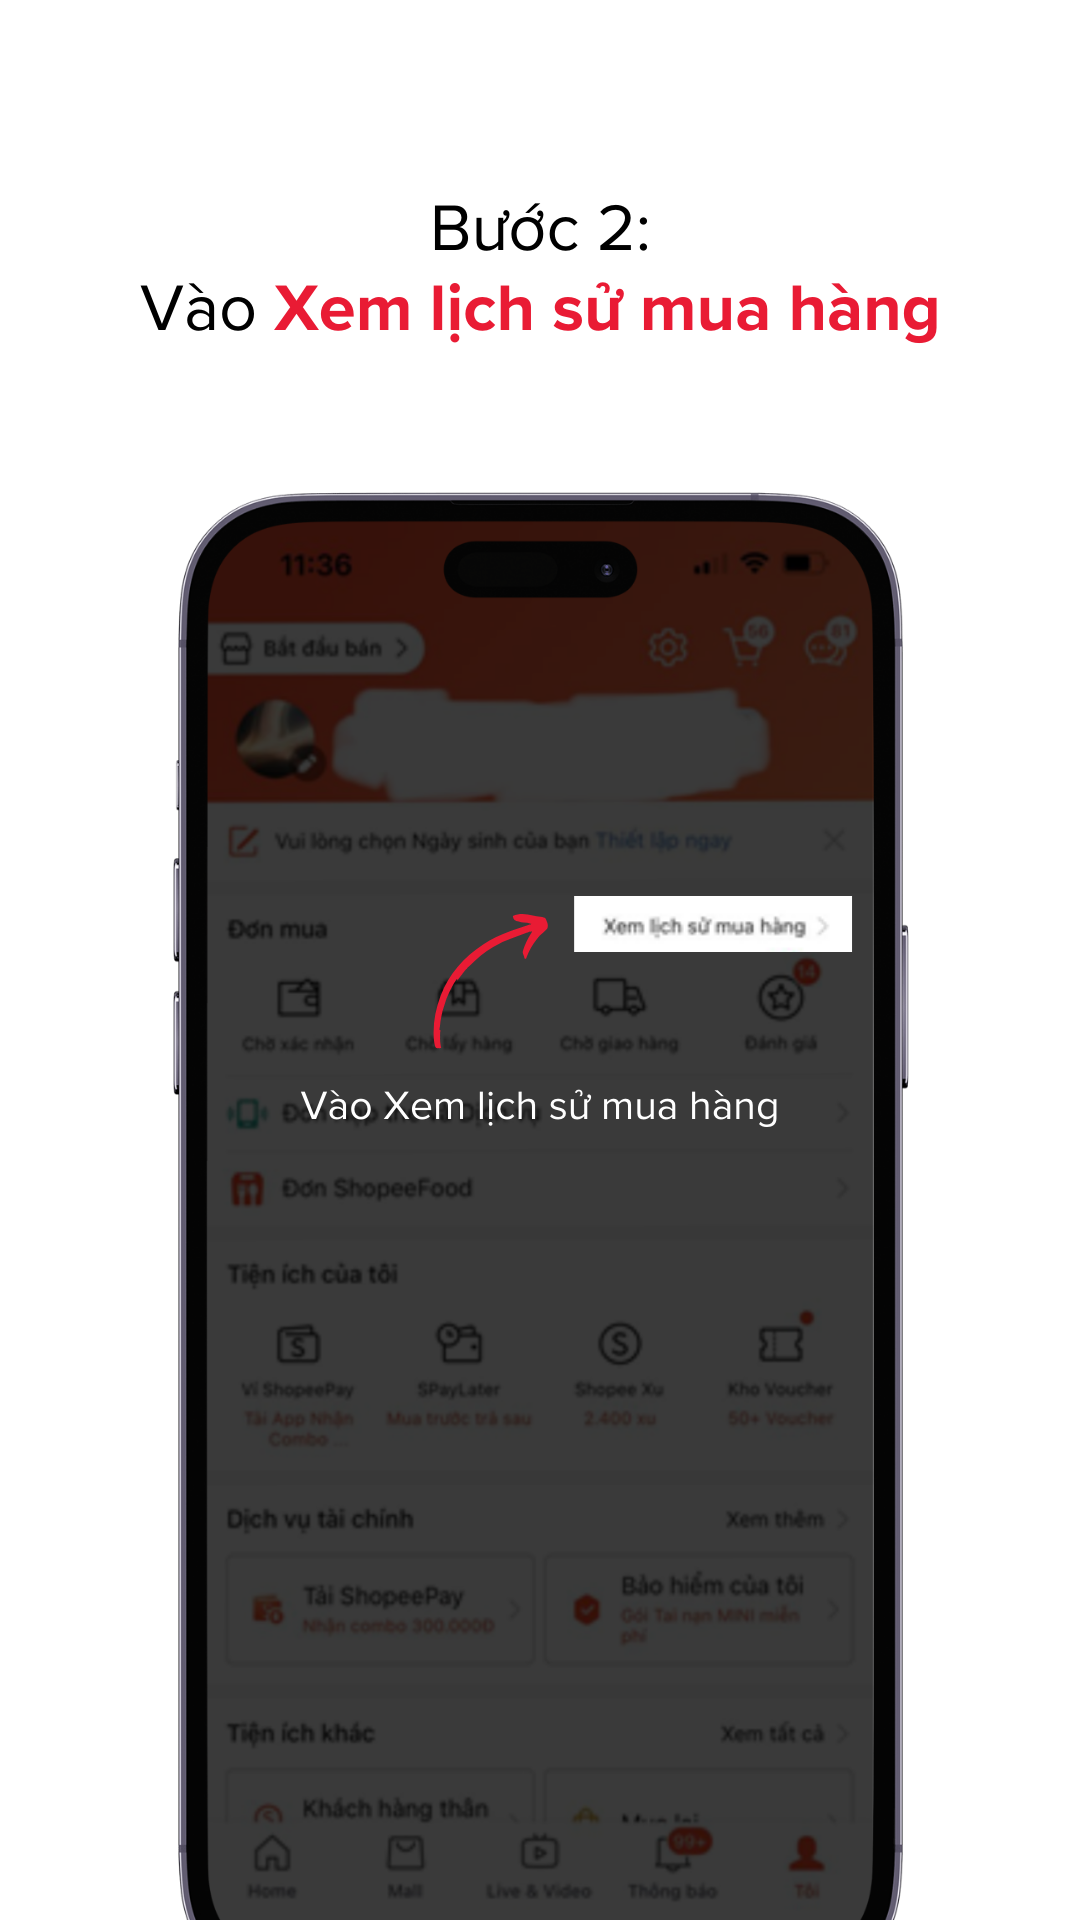 Bước 2:
Vào Xem lịch sử mua hàng
11:36
Bắt đầu bán
56
81
Vui lòng chọn Ngày sinh của bạn Thiết lập ngay
Đơn mua
Xem lịch sử mua hàng
14
Chờ xác nhận
Chờ lấy hàng
Chờ giao hàng
Đánh giá
Vào Xem lịch sử mua hàng
Đơn ShopeeFood
Tiện ích của tôi
Ví ShopeePay
SPayLater
Shopee Xu
Kho Voucher
Tải App Nhận
Combo ...
Mua trước trả sau
2.400 xu
50+ Voucher
Dịch vụ tài chính
Xem thêm
Tải ShopeePay
Nhận combo 300.000Đ
Bảo hiểm của tôi
Gói Tai nạn MINI miễn
phí
Tiện ích khác
Xem tất cả
Khách hàng thân
99+
Home
Mall
Live & Video
Thông báo
Tôi